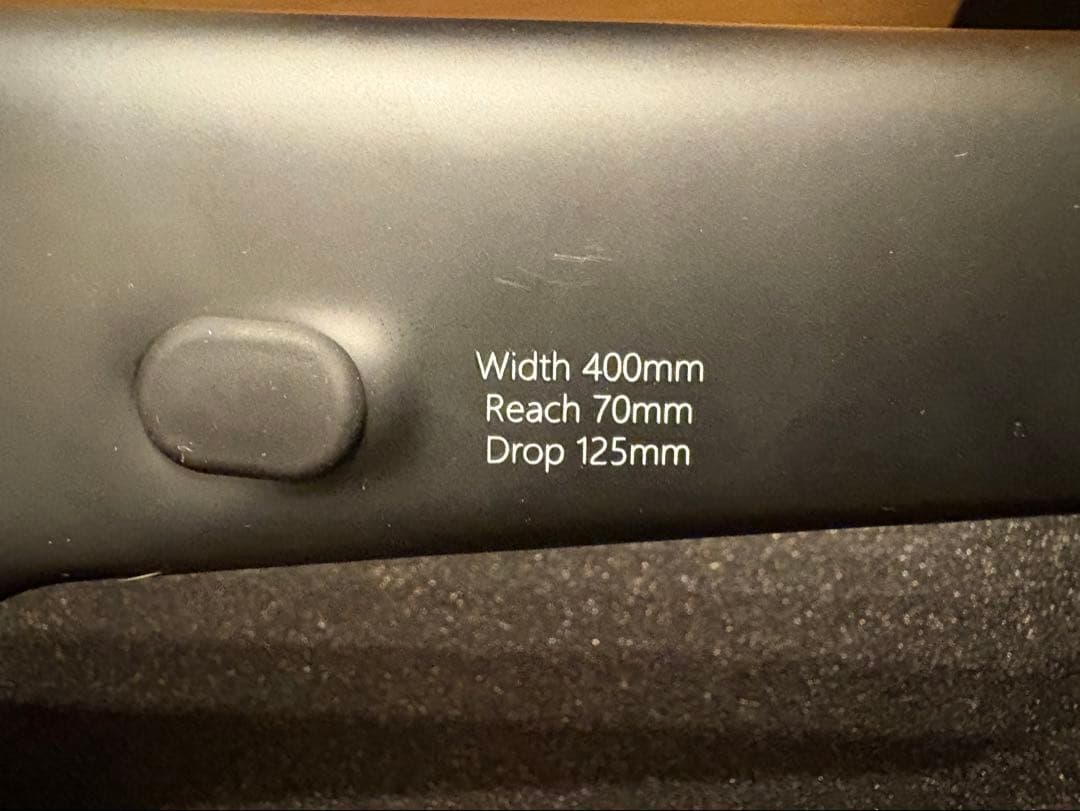 Width 400mm
Reach 70mm
Drop 125mm